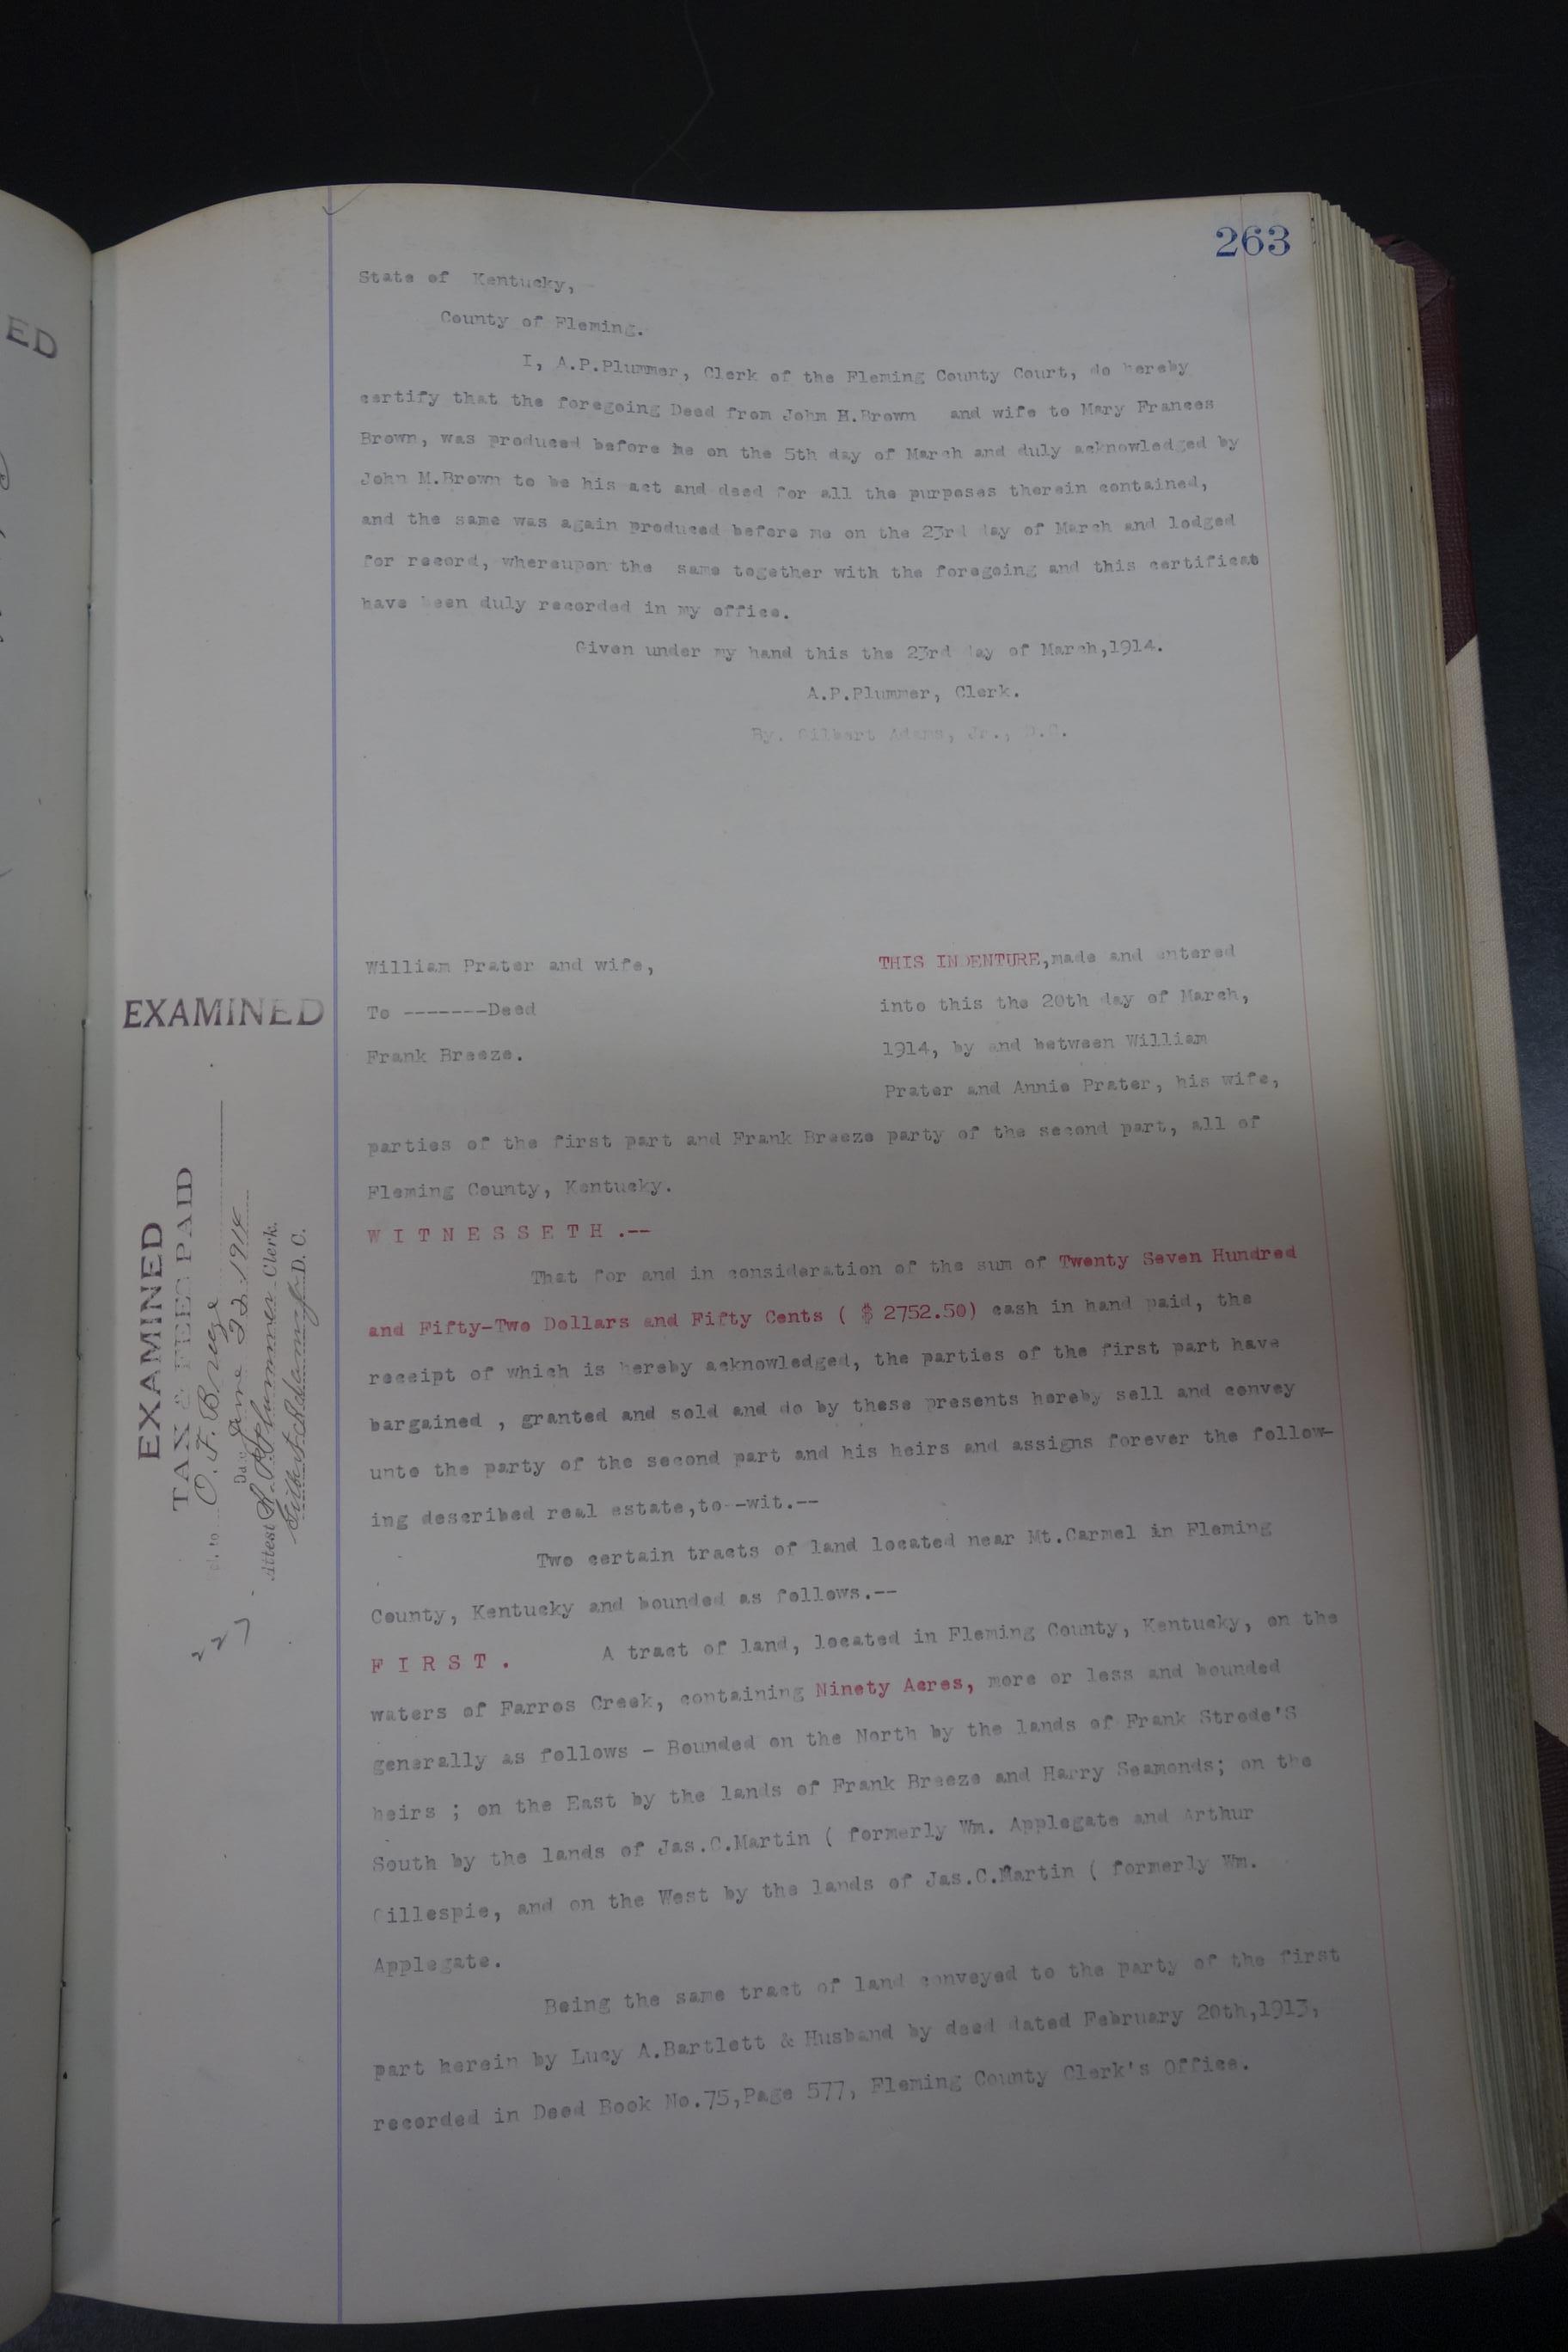 263
ED
State of Kentucky,
County of Fleming.
I, A.P.Plummer, Clerk of the Fleming County Court, do hereby
certify that the foregoing Deed from John H.Brown and wife to Mary Frances
Brown, was produced before me on the 5th day of March and duly acknowledged by
John M.Brown to be his act and deed for all the purposes therein contained,
and the same was again produced before me on the 23rd day of March and lodged
for record, whereupon the same together with the foregoing and this certificat
have been duly recorded in my office.
Given under my hand this the 23rd day of March,1914.
A.P.Plummer, Clerk.
By. Gilbert Adams, Jr., D.C.
William Prater and wife,
To -------Deed
Frank Breeze.
THIS INDENTURE,made and entered
into this the 20th day of March,
1914, by and between William
Prater and Annie Prater, his wife,
parties of the first part and Frank Breeze party of the second part, all of
Fleming County, Kentucky.
W I T N E S S E T H .--
That for and in consideration of the sum of Twenty Seven Hundred
and Fifty-Two Dollars and Fifty Cents ( $ 2752.50) cash in hand paid, the
receipt of which is hereby acknowledged, the parties of the first part have
bargained , granted and sold and do by these presents hereby sell and convey
unto the party of the second part and his heirs and assigns forever the follow-
ing described real estate,to--wit.--
Two certain tracts of land located near Mt.Carmel in Fleming
County, Kentucky and bounded as follows.--
F I R S T . A tract of land, located in Fleming County, Kentucky, on the
waters of Farros Creek, containing Ninety Acres, more or less and bounded
generally as follows - Bounded on the North by the lands of Frank Strode'S
heirs ; on the East by the lands of Frank Breeze and Harry Seamonds; on the
South by the lands of Jas.C.Martin ( formerly Wm. Applegate and Arthur
Gillespie, and on the West by the lands of Jas.C.Martin ( formerly Wm.
Applegate.
Being the same tract of land conveyed to the party of the first
part herein by Lucy A.Bartlett & Husband by deed dated February 20th,1913,
recorded in Deed Book No.75,Page 577, Fleming County Clerk's Office.
EXAMINED
EXAMINED
TAX & FEES PAID
Del. to O. F. Breeze
Date June 22 1914
Attest A. P. Plummer Clerk.
Gilbert Adams Jr D. C.
227